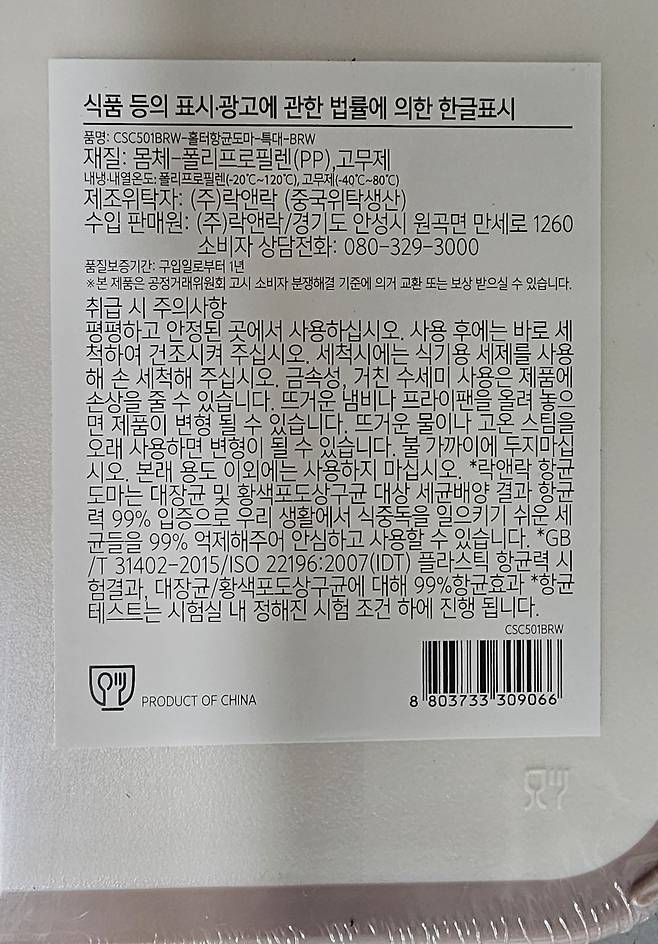 식품 등의 표시·광고에 관한 법률에 의한 한글표시
품명: CSC501BRW-홀터항균도마-특대-BRW
재질: 몸체-폴리프로필렌(PP),고무제
내냉·내열온도: 폴리프로필렌(-20℃~120℃), 고무제(-40℃~80℃)
제조위탁자: (주)락앤락 (중국위탁생산)
수입 판매원: (주)락앤락/경기도 안성시 원곡면 만세로 1260
소비자 상담전화: 080-329-3000
품질보증기간: 구입일로부터 1년
※본 제품은 공정거래위원회 고시 소비자 분쟁해결 기준에 의거 교환 또는 보상 받으실 수 있습니다.
취급 시 주의사항
평평하고 안정된 곳에서 사용하십시오. 사용 후에는 바로 세
척하여 건조시켜 주십시오. 세척시에는 식기용 세제를 사용
해 손 세척해 주십시오. 금속성, 거친 수세미 사용은 제품에
손상을 줄 수 있습니다. 뜨거운 냄비나 프라이팬을 올려 놓으
면 제품이 변형 될 수 있습니다. 뜨거운 물이나 고온 스팀을
오래 사용하면 변형이 될 수 있습니다. 불 가까이에 두지마십
시오. 본래 용도 이외에는 사용하지 마십시오. *락앤락 항균
도마는 대장균 및 황색포도상구균 대상 세균배양 결과 항균
력 99% 입증으로 우리 생활에서 식중독을 일으키기 쉬운 세
균들을 99% 억제해주어 안심하고 사용할 수 있습니다. *GB
/T 31402-2015/ISO 22196:2007(IDT) 플라스틱 항균력 시
험결과, 대장균/황색포도상구균에 대해 99%항균효과 *항균
테스트는 시험실 내 정해진 시험 조건 하에 진행 됩니다.
CSC501BRW
PRODUCT OF CHINA
8 803733 309066